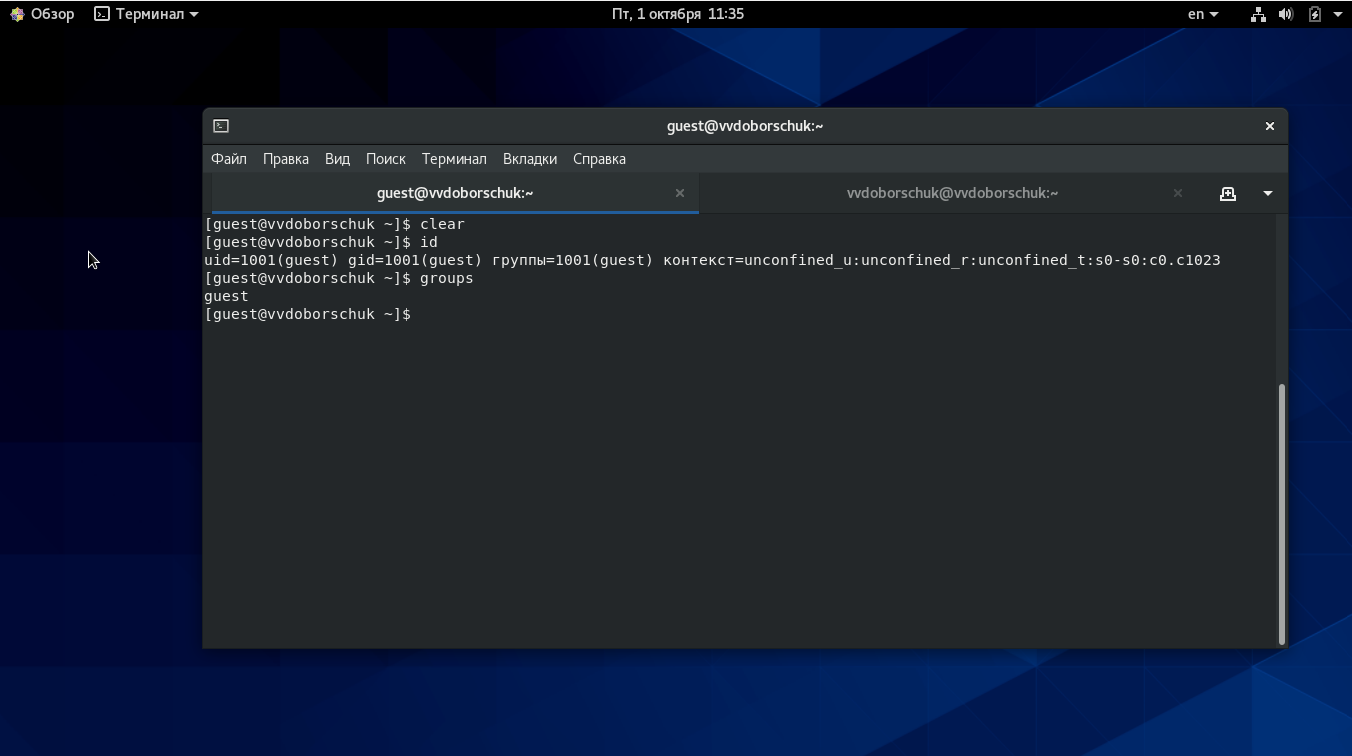 Обзор Терминал Пт, 1 октября 11:35 en
guest@vvdoborschuk:~
Файл Правка Вид Поиск Терминал Вкладки Справка
guest@vvdoborschuk:~ vvdoborschuk@vvdoborschuk:~
[guest@vvdoborschuk ~]$ clear
[guest@vvdoborschuk ~]$ id
uid=1001(guest) gid=1001(guest) группы=1001(guest) контекст=unconfined_u:unconfined_r:unconfined_t:s0-s0:c0.c1023
[guest@vvdoborschuk ~]$ groups
guest
[guest@vvdoborschuk ~]$